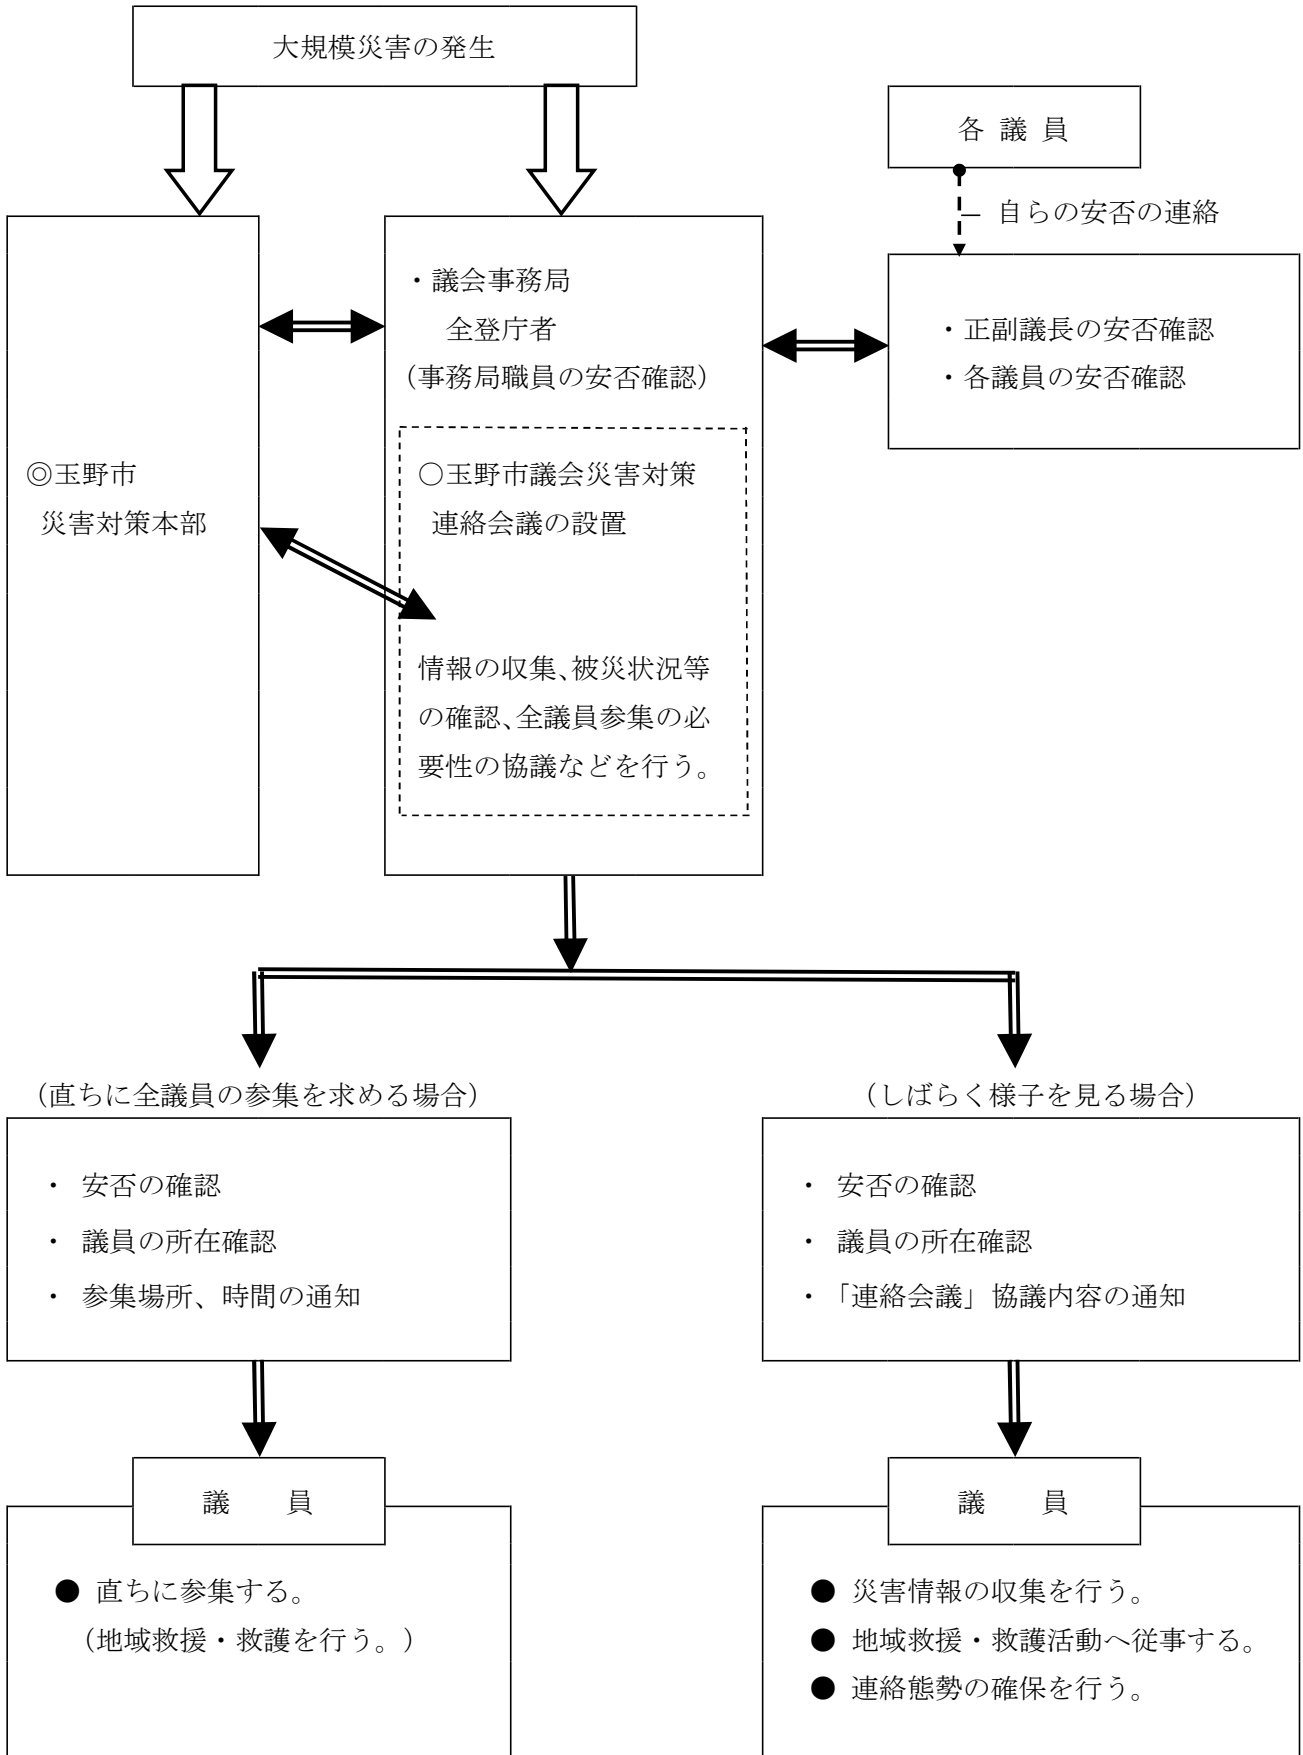 大規模災害の発生
各 議 員
自らの安否の連絡
・議会事務局
全登庁者
（事務局職員の安否確認）
・正副議長の安否確認
・各議員の安否確認
◎玉野市
災害対策本部
○玉野市議会災害対策
連絡会議の設置
情報の収集、被災状況等
の確認、全議員参集の必
要性の協議などを行う。
（直ちに全議員の参集を求める場合）
・ 安否の確認
・ 議員の所在確認
・ 参集場所、時間の通知
議　員
● 直ちに参集する。
（地域救援・救護を行う。）
（しばらく様子を見る場合）
・ 安否の確認
・ 議員の所在確認
・「連絡会議」協議内容の通知
議　員
● 災害情報の収集を行う。
● 地域救援・救護活動へ従事する。
● 連絡態勢の確保を行う。